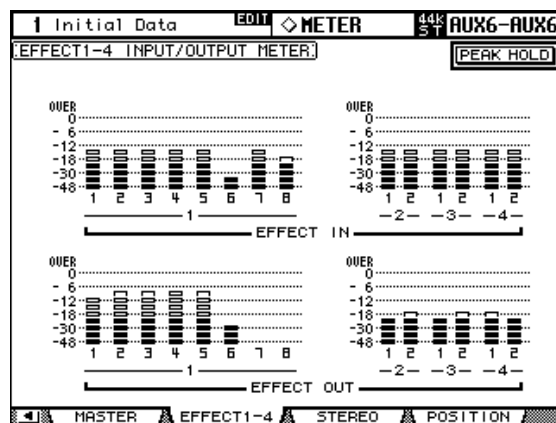 1 Initial Data EDIT ◇METER 44k ST AUX6-AUX6
EFFECT1-4 INPUT/OUTPUT METER
PEAK HOLD
OVER OVER
0 0
- 6 - 6
-12 -12
-18 -18
-30 -30
-48 -48
1 2 3 4 5 6 7 8 1 2 1 2 1 2
1 -2- -3- -4-
EFFECT IN
OVER OVER
0 0
- 6 - 6
-12 -12
-18 -18
-30 -30
-48 -48
1 2 3 4 5 6 7 8 1 2 1 2 1 2
1 -2- -3- -4-
EFFECT OUT
MASTER EFFECT1-4 STEREO POSITION